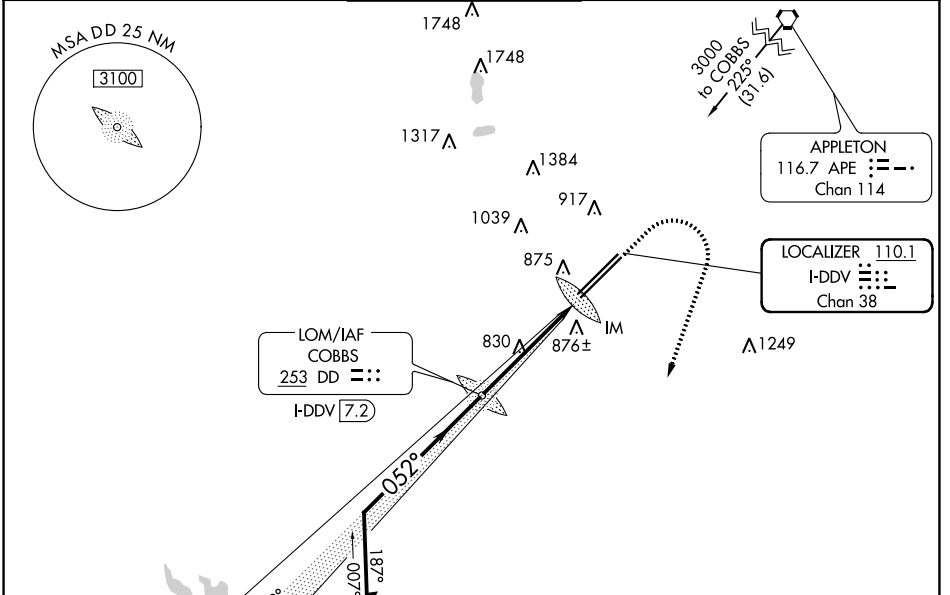 MSA DD 25 NM
3100
1748
1748
1317
1384
917
1039
875
3000
to COBBS
225°
(31.6)
APPLETON
116.7 APE
Chan 114
LOCALIZER 110.1
I-DDV
Chan 38
IM
830
876±
1249
LOM/IAF
COBBS
253 DD
I-DDV 7.2
052°
187°
007°